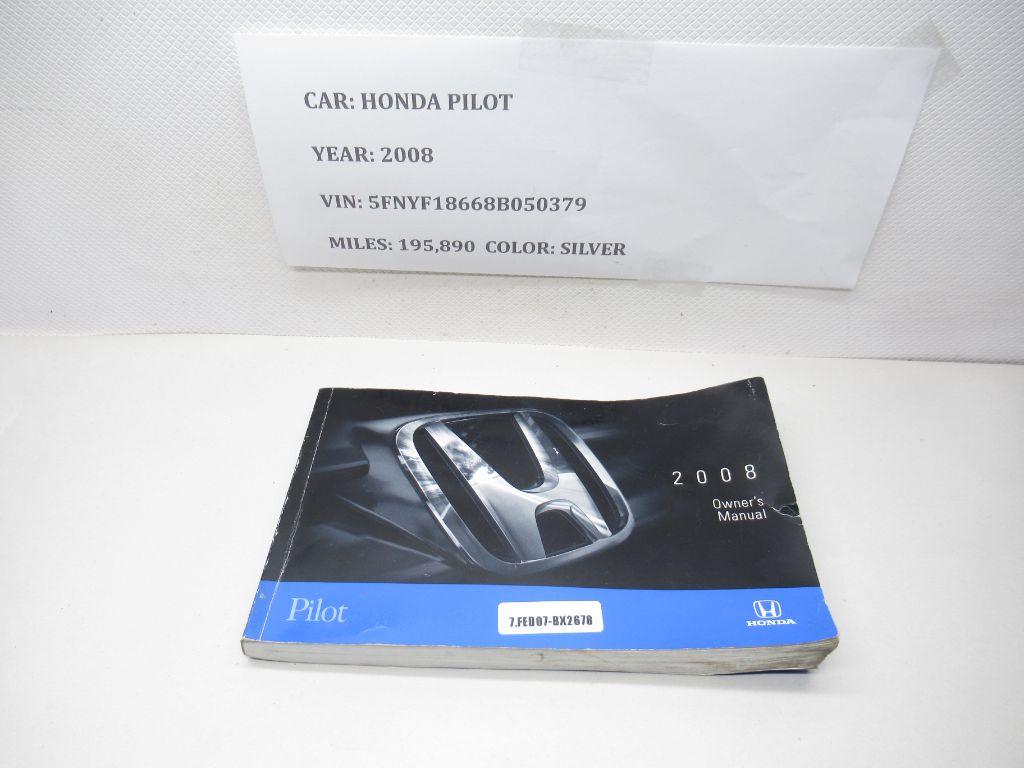 CAR: HONDA PILOT
YEAR: 2008
VIN: 5FNYF18668B050379
MILES: 195,890 COLOR: SILVER
2008
Owner's
Manual
Pilot
7.FED07-BX2678
HONDA